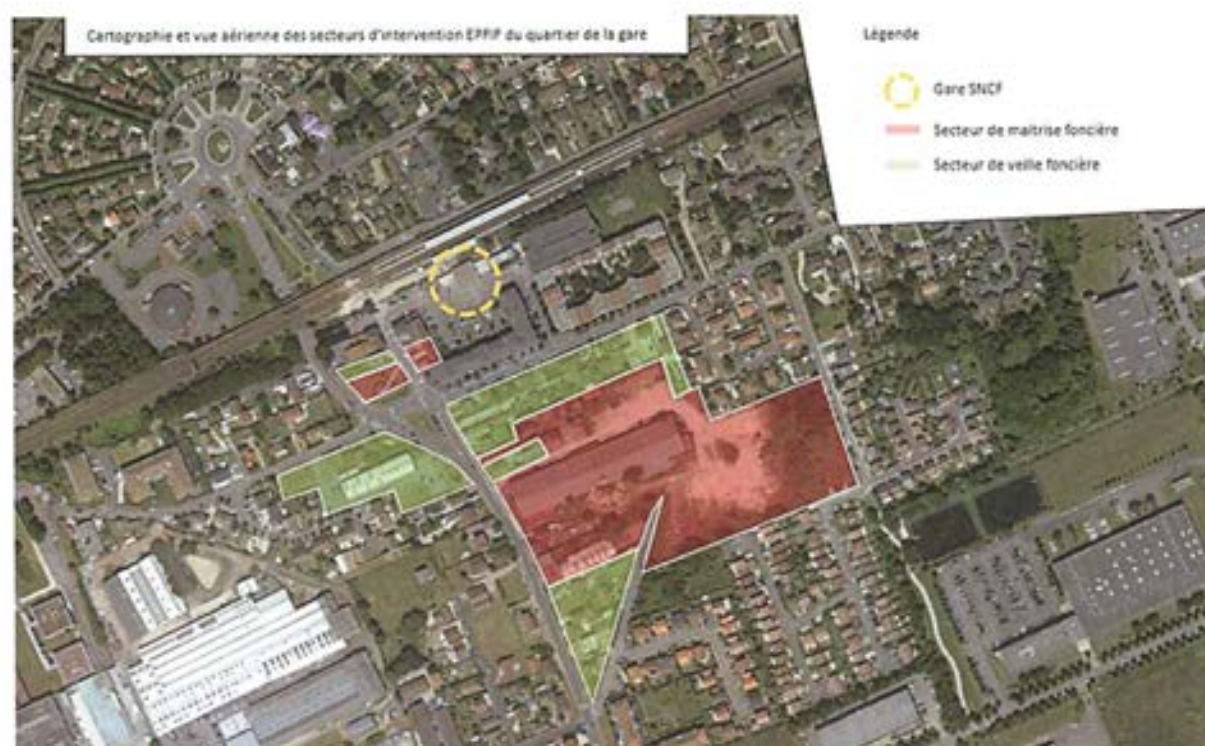 Cartographie et vue aérienne des secteurs d'intervention EPFIF du quartier de la gare
Légende
Gare SNCF
Secteur de maîtrise foncière
Secteur de veille foncière